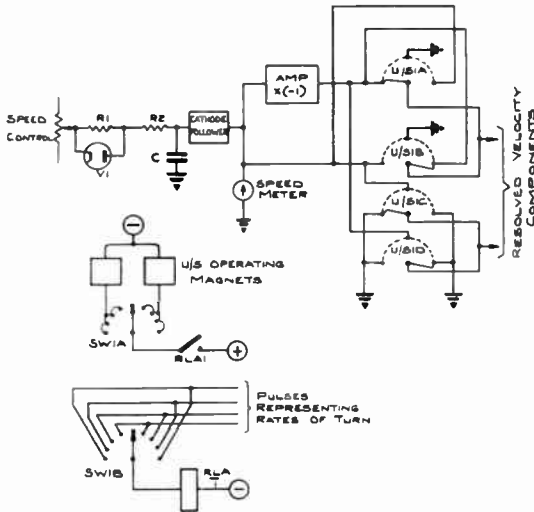 SPEED
CONTROL
R1
V1
R2
C
CATHODE
FOLLOWER
AMP
X(-1)
SPEED
METER
U/S1A
U/S1B
U/S1C
U/S1D
RESOLVED VELOCITY
COMPONENTS
U/S OPERATING
MAGNETS
SW1A
RLA1
PULSES
REPRESENTING
RATES OF TURN
SW1B
RLA